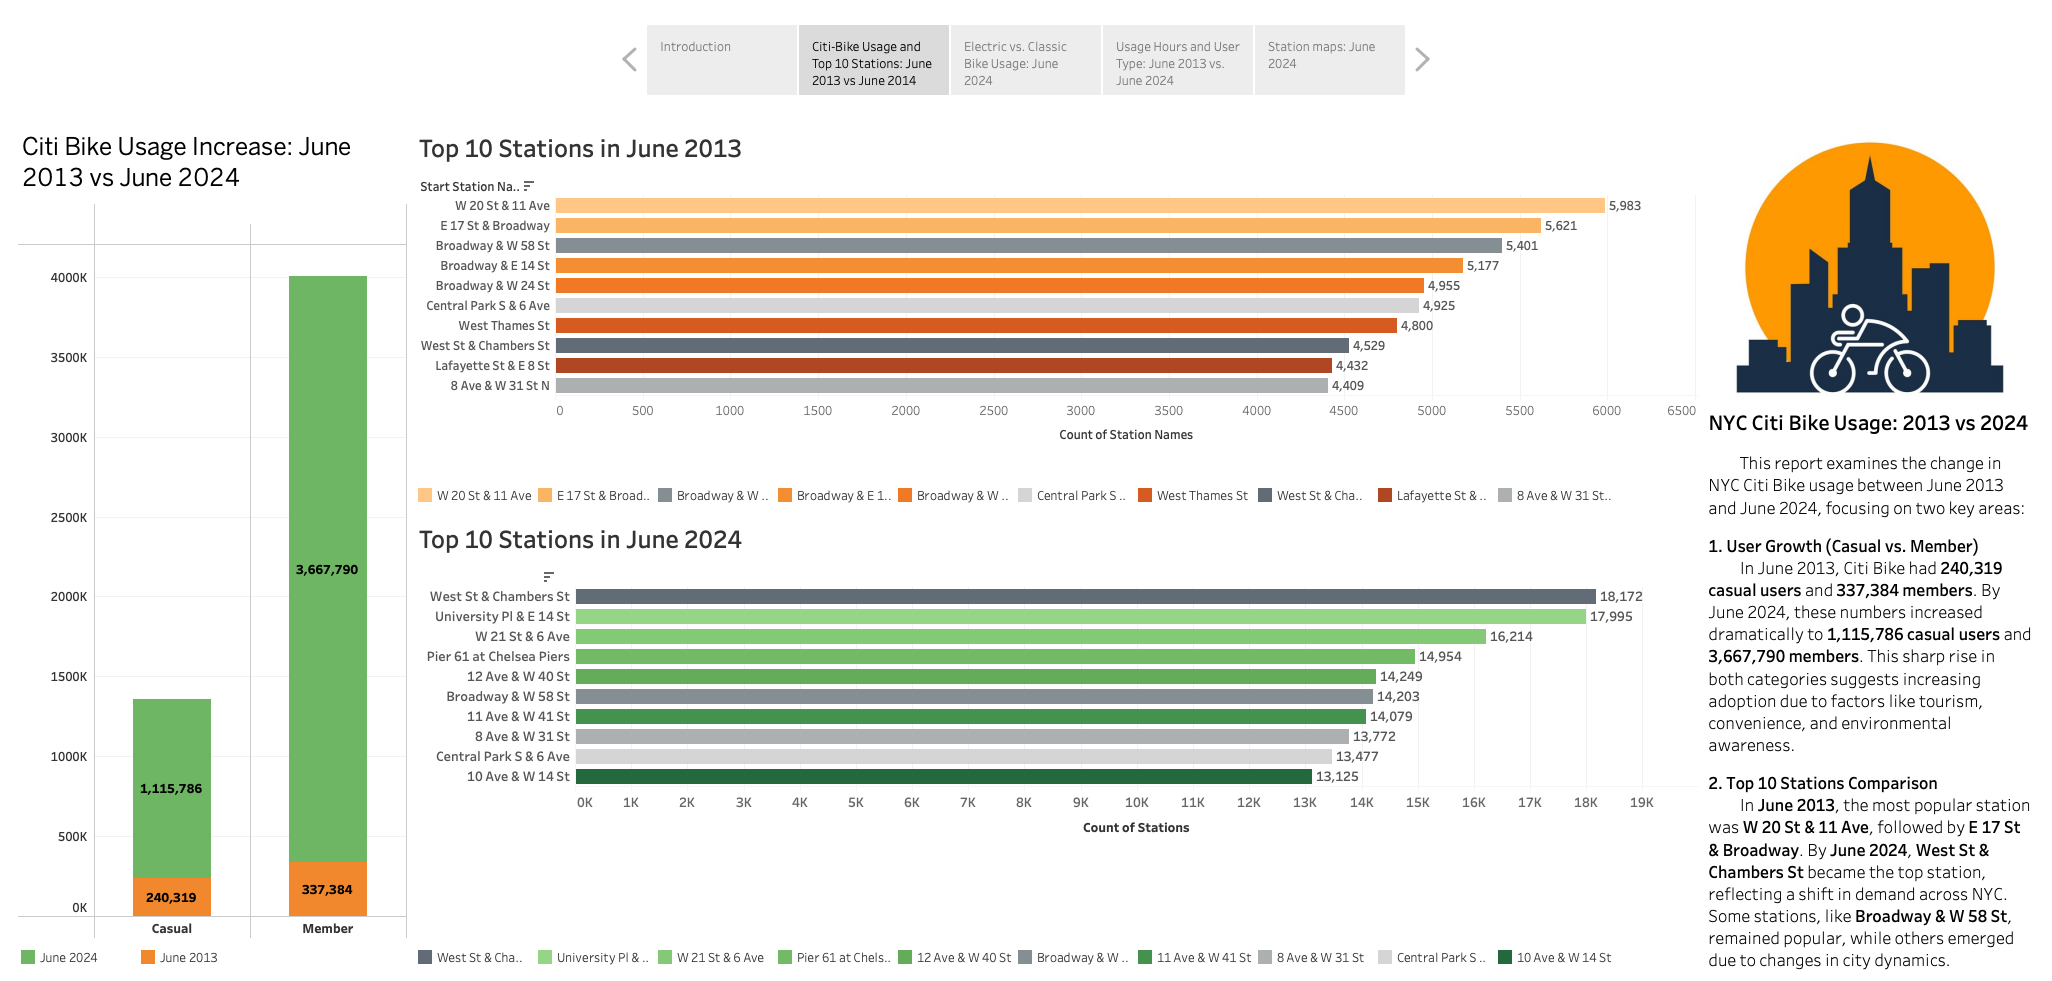 Introduction
Citi-Bike Usage and
Top 10 Stations: June
2013 vs June 2014
Electric vs. Classic
Bike Usage: June
2024
Usage Hours and User
Type: June 2013 vs.
June 2024
Station maps: June
2024
Citi Bike Usage Increase: June
2013 vs June 2024
4000K
3500K
3000K
2500K
2000K
1500K
1000K
500K
0K
3,667,790
1,115,786
240,319
337,384
Casual
Member
June 2024
June 2013
Top 10 Stations in June 2013
Start Station Na..
W 20 St & 11 Ave 5,983
E 17 St & Broadway 5,621
Broadway & W 58 St 5,401
Broadway & E 14 St 5,177
Broadway & W 24 St 4,955
Central Park S & 6 Ave 4,925
West Thames St 4,800
West St & Chambers St 4,529
Lafayette St & E 8 St 4,432
8 Ave & W 31 St N 4,409
0 500 1000 1500 2000 2500 3000 3500 4000 4500 5000 5500 6000 6500
Count of Station Names
W 20 St & 11 Ave E 17 St & Broad.. Broadway & W .. Broadway & E 1.. Broadway & W .. Central Park S .. West Thames St West St & Cha.. Lafayette St & .. 8 Ave & W 31 St..
Top 10 Stations in June 2024
West St & Chambers St 18,172
University Pl & E 14 St 17,995
W 21 St & 6 Ave 16,214
Pier 61 at Chelsea Piers 14,954
12 Ave & W 40 St 14,249
Broadway & W 58 St 14,203
11 Ave & W 41 St 14,079
8 Ave & W 31 St 13,772
Central Park S & 6 Ave 13,477
10 Ave & W 14 St 13,125
0K 1K 2K 3K 4K 5K 6K 7K 8K 9K 10K 11K 12K 13K 14K 15K 16K 17K 18K 19K
Count of Stations
West St & Cha.. University Pl & .. W 21 St & 6 Ave Pier 61 at Chels.. 12 Ave & W 40 St Broadway & W .. 11 Ave & W 41 St 8 Ave & W 31 St Central Park S .. 10 Ave & W 14 St
NYC Citi Bike Usage: 2013 vs 2024
This report examines the change in
NYC Citi Bike usage between June 2013
and June 2024, focusing on two key areas:
1. User Growth (Casual vs. Member)
In June 2013, Citi Bike had 240,319
casual users and 337,384 members. By
June 2024, these numbers increased
dramatically to 1,115,786 casual users and
3,667,790 members. This sharp rise in
both categories suggests increasing
adoption due to factors like tourism,
convenience, and environmental
awareness.
2. Top 10 Stations Comparison
In June 2013, the most popular station
was W 20 St & 11 Ave, followed by E 17 St
& Broadway. By June 2024, West St &
Chambers St became the top station,
reflecting a shift in demand across NYC.
Some stations, like Broadway & W 58 St,
remained popular, while others emerged
due to changes in city dynamics.